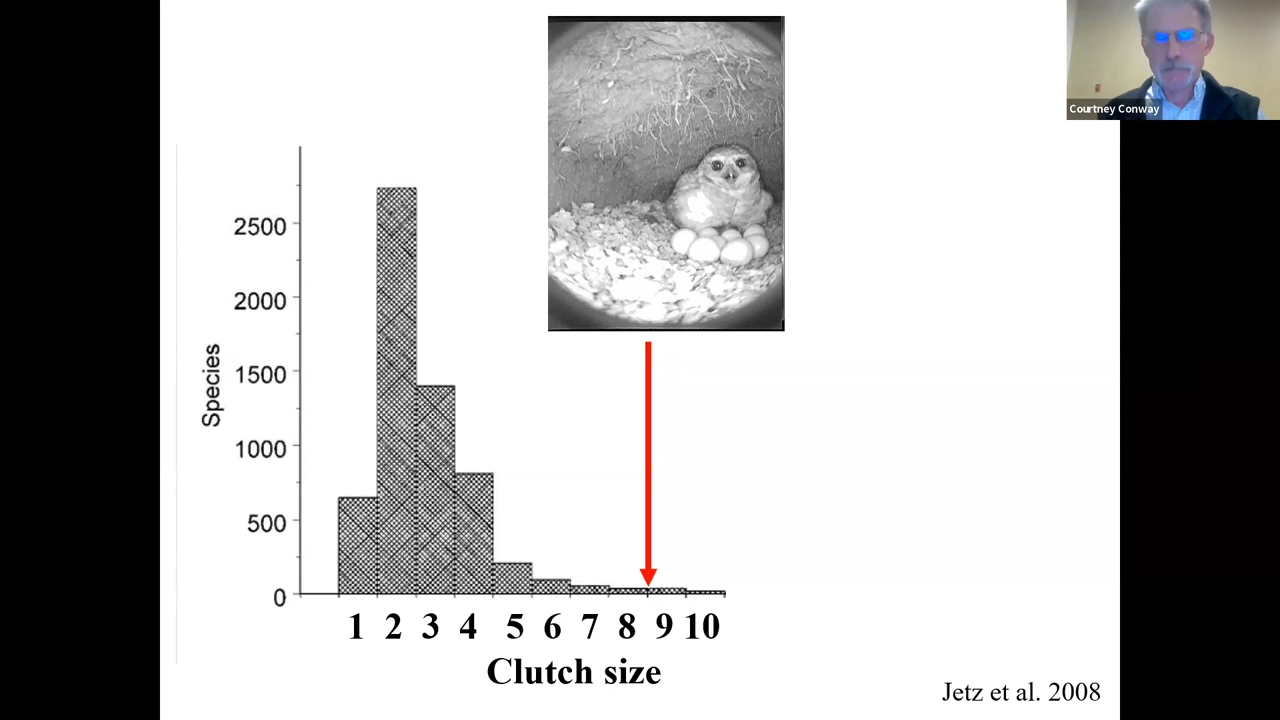 Courtney Conway
2500
2000
1500
1000
500
0
Species
1 2 3 4 5 6 7 8 9 10
Clutch size
Jetz et al. 2008